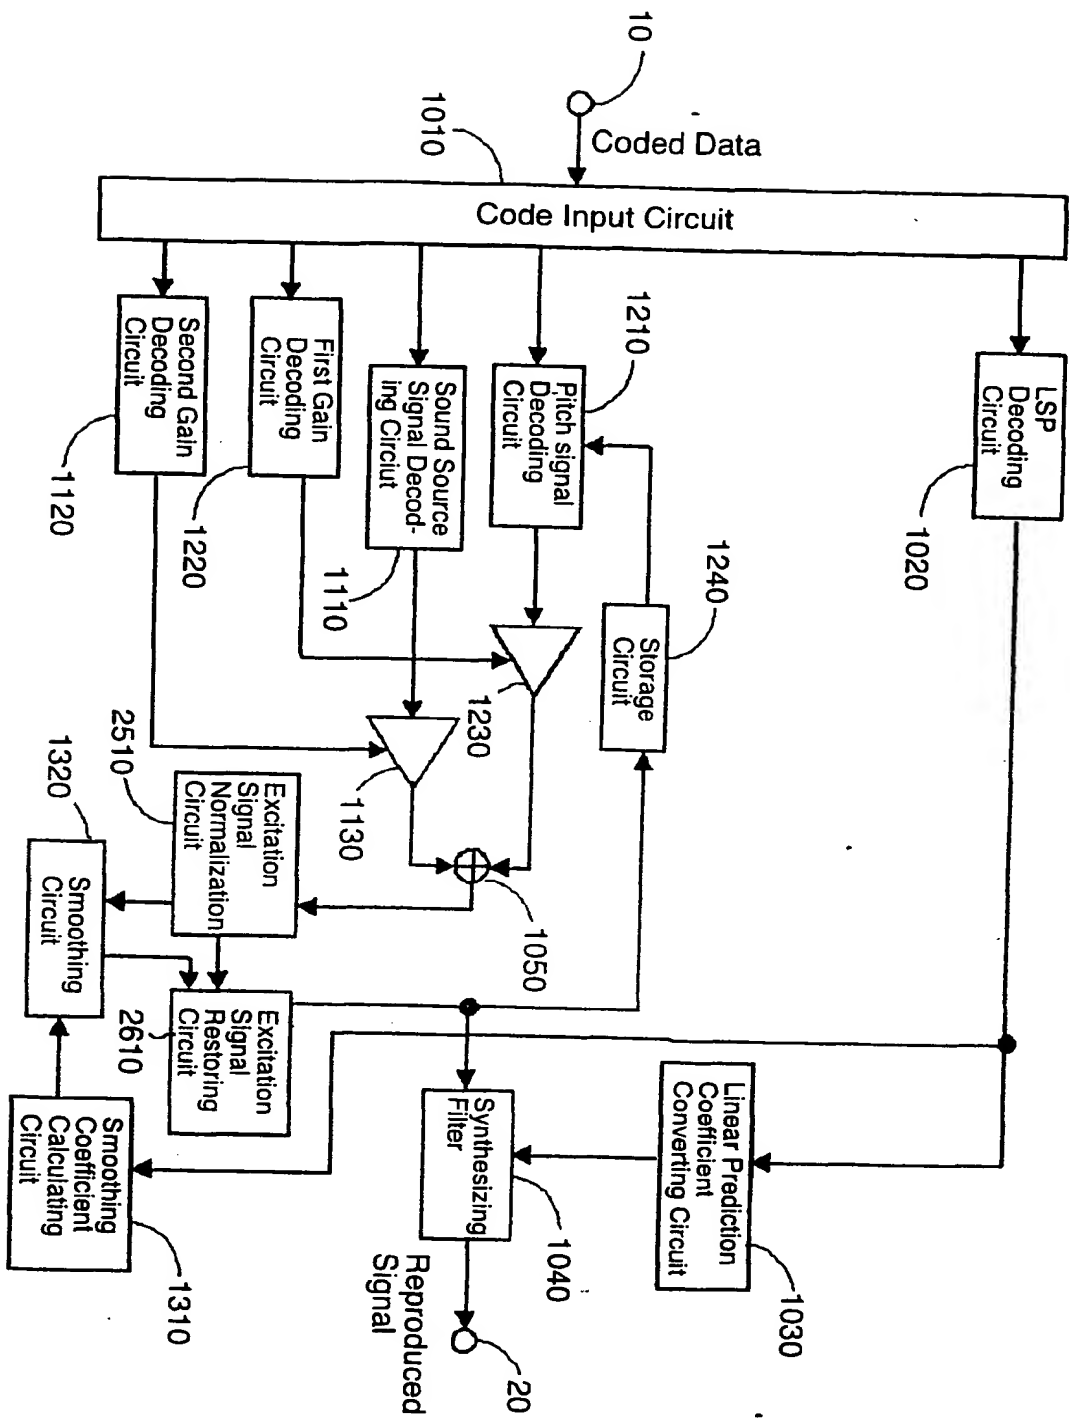 10
Coded Data
1010
Code Input Circuit
LSP
Decoding
Circuit
1020
1210
Pitch signal
Decoding
Circuit
Sound Source
Signal Decod-
ing Circiut
1110
First Gain
Decoding
Circuit
1220
Second Gain
Decoding
Circuit
1120
1240
Storage
Circuit
1230
1130
1050
2510
Excitation
Signal
Normalization
Circuit
1320
Smoothing
Circuit
2610
Excitation
Signal
Restoring
Circuit
Smoothing
Coefficient
Calculating
Circuit
1310
Synthesizing
Filter
1040
Linear Prediction
Coefficient
Converting Circuit
1030
Reproduced
Signal
20